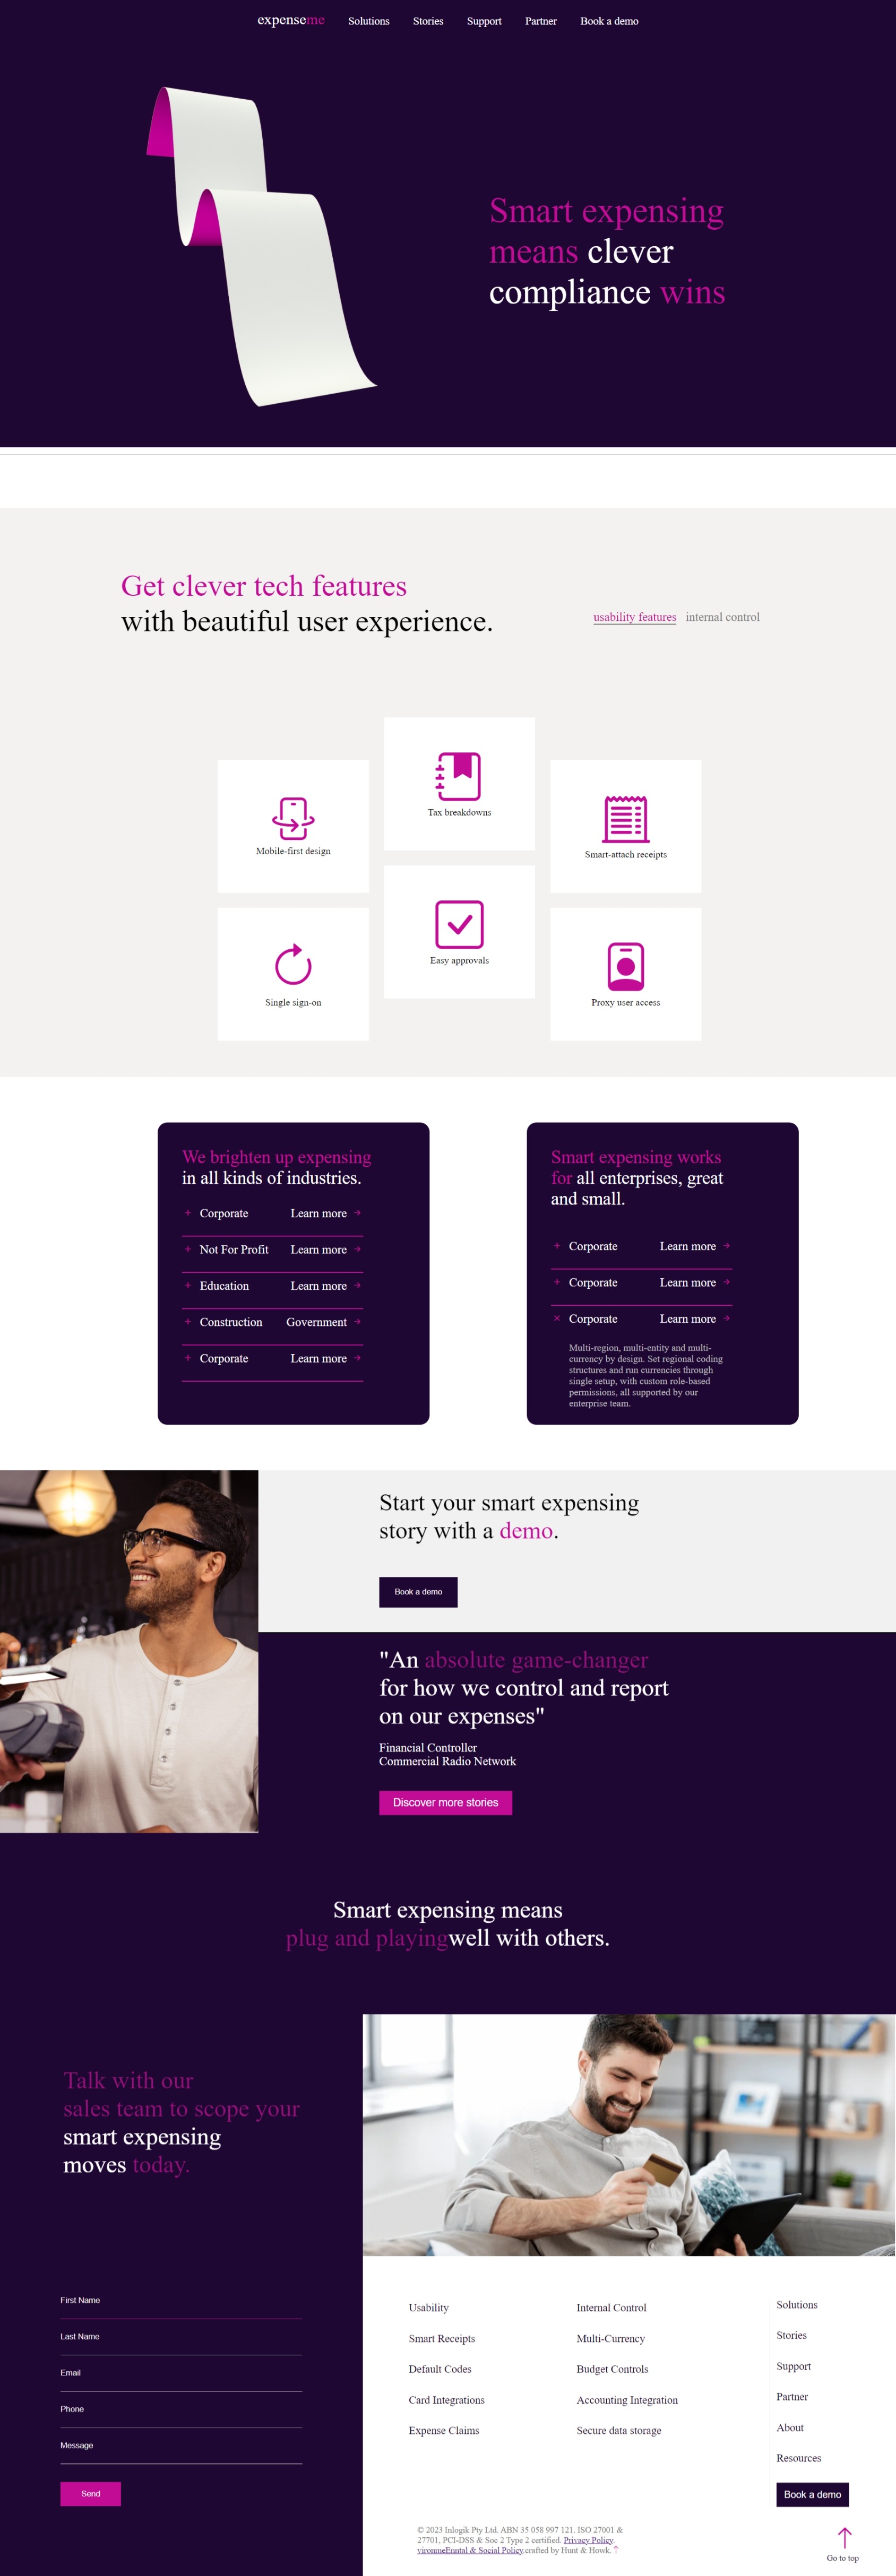 expenseme Solutions Stories Support Partner Book a demo
Smart expensing
means clever
compliance wins
Get clever tech features
with beautiful user experience.
usability features internal control
Mobile-first design
Tax breakdowns
Smart-attach receipts
Single sign-on
Easy approvals
Proxy user access
We brighten up expensing
in all kinds of industries.
+ Corporate Learn more →
+ Not For Profit Learn more →
+ Education Learn more →
+ Construction Government →
+ Corporate Learn more →
Smart expensing works
for all enterprises, great
and small.
+ Corporate Learn more →
+ Corporate Learn more →
× Corporate Learn more →
Multi-region, multi-entity and multi-
currency by design. Set regional coding
structures and run currencies through
single setup, with custom role-based
permissions, all supported by our
enterprise team.
Start your smart expensing
story with a demo.
Book a demo
"An absolute game-changer
for how we control and report
on our expenses"
Financial Controller
Commercial Radio Network
Discover more stories
Smart expensing means
plug and playingwell with others.
Talk with our
sales team to scope your
smart expensing
moves today.
First Name
Last Name
Email
Phone
Message
Send
Usability
Smart Receipts
Default Codes
Card Integrations
Expense Claims
Internal Control
Multi-Currency
Budget Controls
Accounting Integration
Secure data storage
Solutions
Stories
Support
Partner
About
Resources
Book a demo
© 2023 Inlogik Pty Ltd. ABN 35 058 997 121. ISO 27001 &
27701, PCI-DSS & Soc 2 Type 2 certified. Privacy Policy.
vironmeEnntal & Social Policy.crafted by Hunt & Howk. ↑
Go to top